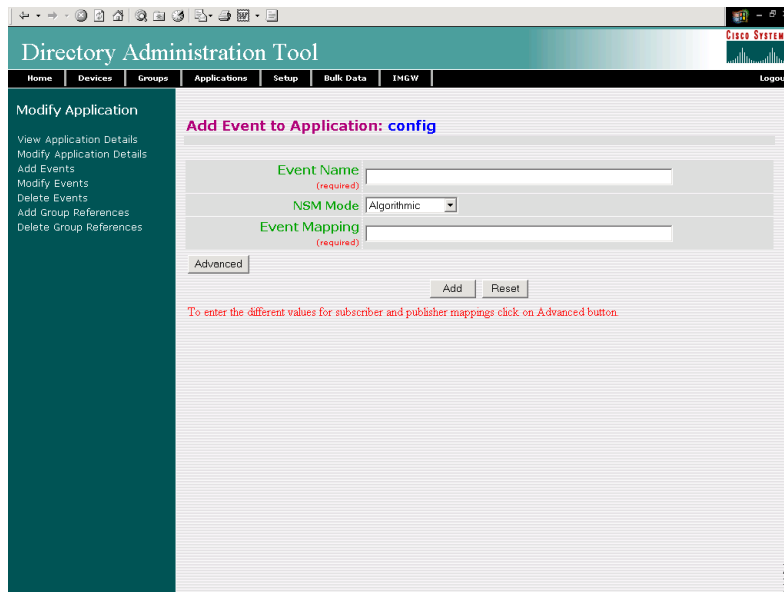 CISCO SYSTEM
Directory Administration Tool
Home Devices Groups Applications Setup Bulk Data IMGW Logou
Modify Application
View Application Details
Modify Application Details
Add Events
Modify Events
Delete Events
Add Group References
Delete Group References
Add Event to Application: config
Event Name
(required)
NSM Mode Algorithmic
Event Mapping
(required)
Advanced
Add Reset
To enter the different values for subscriber and publisher mappings click on Advanced button.